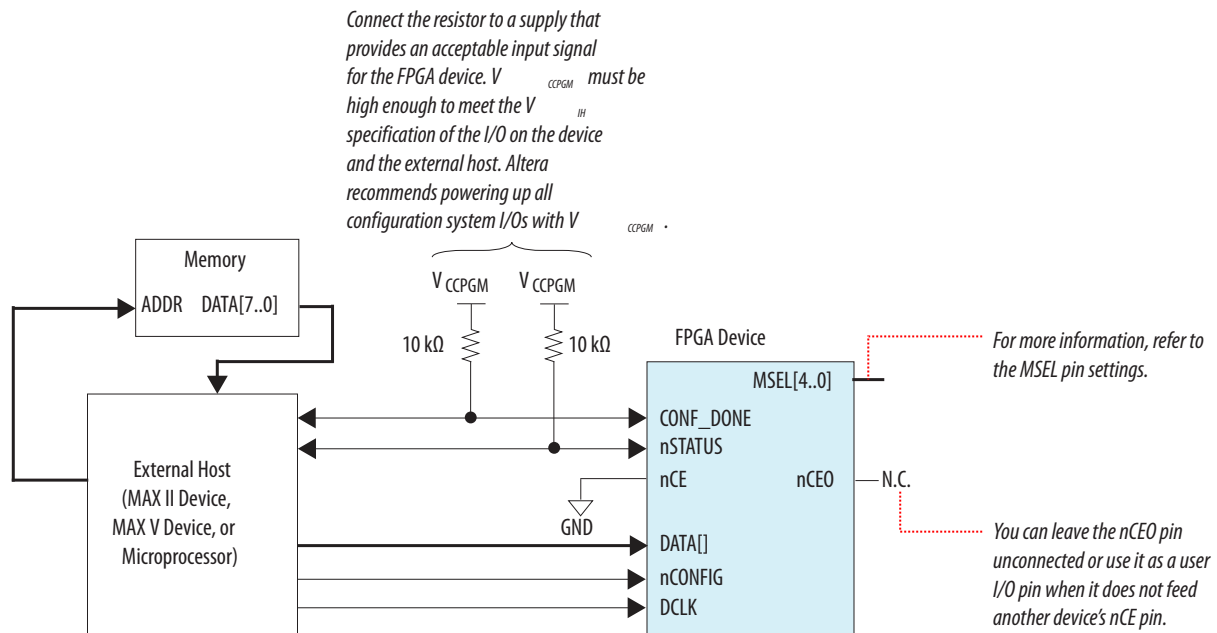 Connect the resistor to a supply that
provides an acceptable input signal
for the FPGA device. V CCPGM must be
high enough to meet the V IH
specification of the I/O on the device
and the external host. Altera
recommends powering up all
configuration system I/Os with V CCPGM .
Memory
ADDR DATA[7..0]
V CCPGM V CCPGM
10 kΩ 10 kΩ
FPGA Device
MSEL[4..0]
For more information, refer to
the MSEL pin settings.
CONF_DONE
nSTATUS
nCE nCEO N.C.
GND
External Host
(MAX II Device,
MAX V Device, or
Microprocessor)
DATA[]
nCONFIG
DCLK
You can leave the nCEO pin
unconnected or use it as a user
I/O pin when it does not feed
another device's nCE pin.